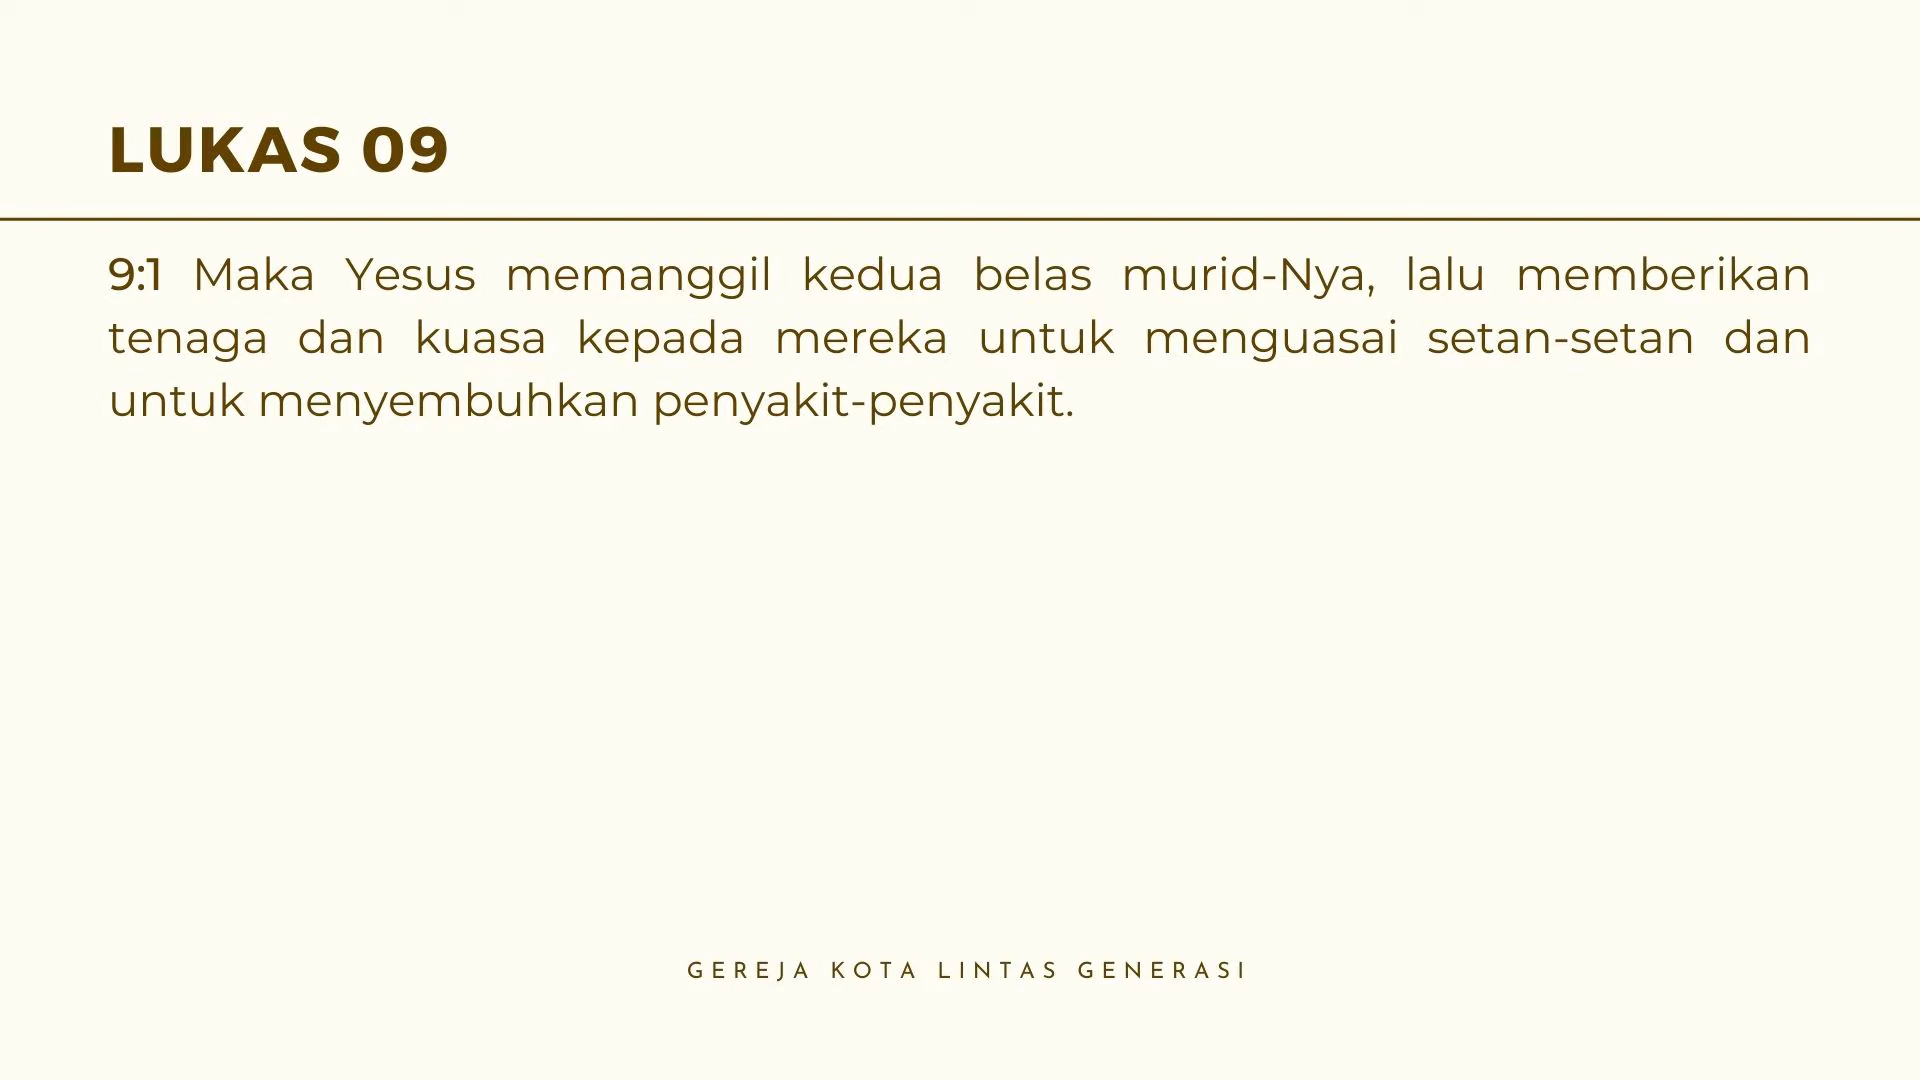 LUKAS 09
9:1 Maka Yesus memanggil kedua belas murid-Nya, lalu memberikan
tenaga dan kuasa kepada mereka untuk menguasai setan-setan dan
untuk menyembuhkan penyakit-penyakit.
GEREJA KOTA LINTAS GENERASI